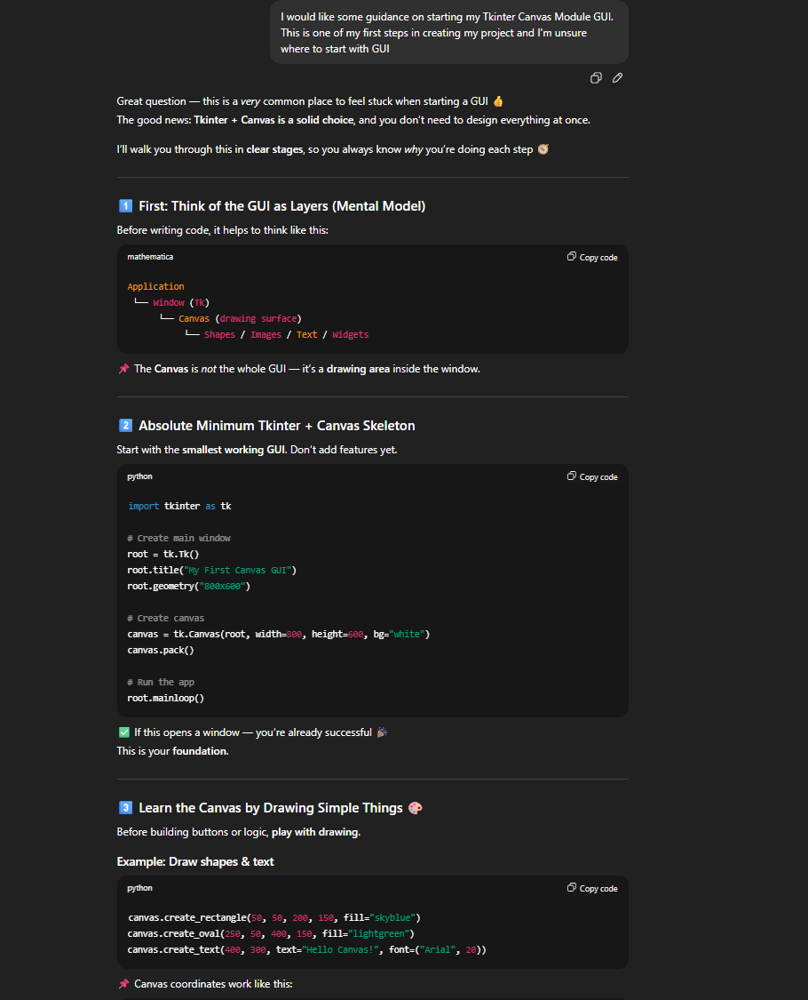 I would like some guidance on starting my Tkinter Canvas Module GUI.
This is one of my first steps in creating my project and I'm unsure
where to start with GUI
Great question — this is a very common place to feel stuck when starting a GUI 👍
The good news: Tkinter + Canvas is a solid choice, and you don't need to design everything at once.
I'll walk you through this in clear stages, so you always know why you're doing each step 🧭
1️⃣ First: Think of the GUI as Layers (Mental Model)
Before writing code, it helps to think like this:
mathematica
Copy code
Application
└── Window (Tk)
└── Canvas (drawing surface)
└── Shapes / Images / Text / Widgets
📌 The Canvas is not the whole GUI — it's a drawing area inside the window.
2️⃣ Absolute Minimum Tkinter + Canvas Skeleton
Start with the smallest working GUI. Don't add features yet.
python
Copy code
import tkinter as tk
# Create main window
root = tk.Tk()
root.title("My First Canvas GUI")
root.geometry("800x600")
# Create canvas
canvas = tk.Canvas(root, width=800, height=600, bg="white")
canvas.pack()
# Run the app
root.mainloop()
✅ If this opens a window — you're already successful 🎉
This is your foundation.
3️⃣ Learn the Canvas by Drawing Simple Things 🎨
Before building buttons or logic, play with drawing.
Example: Draw shapes & text
python
Copy code
canvas.create_rectangle(50, 50, 200, 150, fill="skyblue")
canvas.create_oval(250, 50, 400, 150, fill="lightgreen")
canvas.create_text(400, 300, text="Hello Canvas!", font=("Arial", 20))
📌 Canvas coordinates work like this: